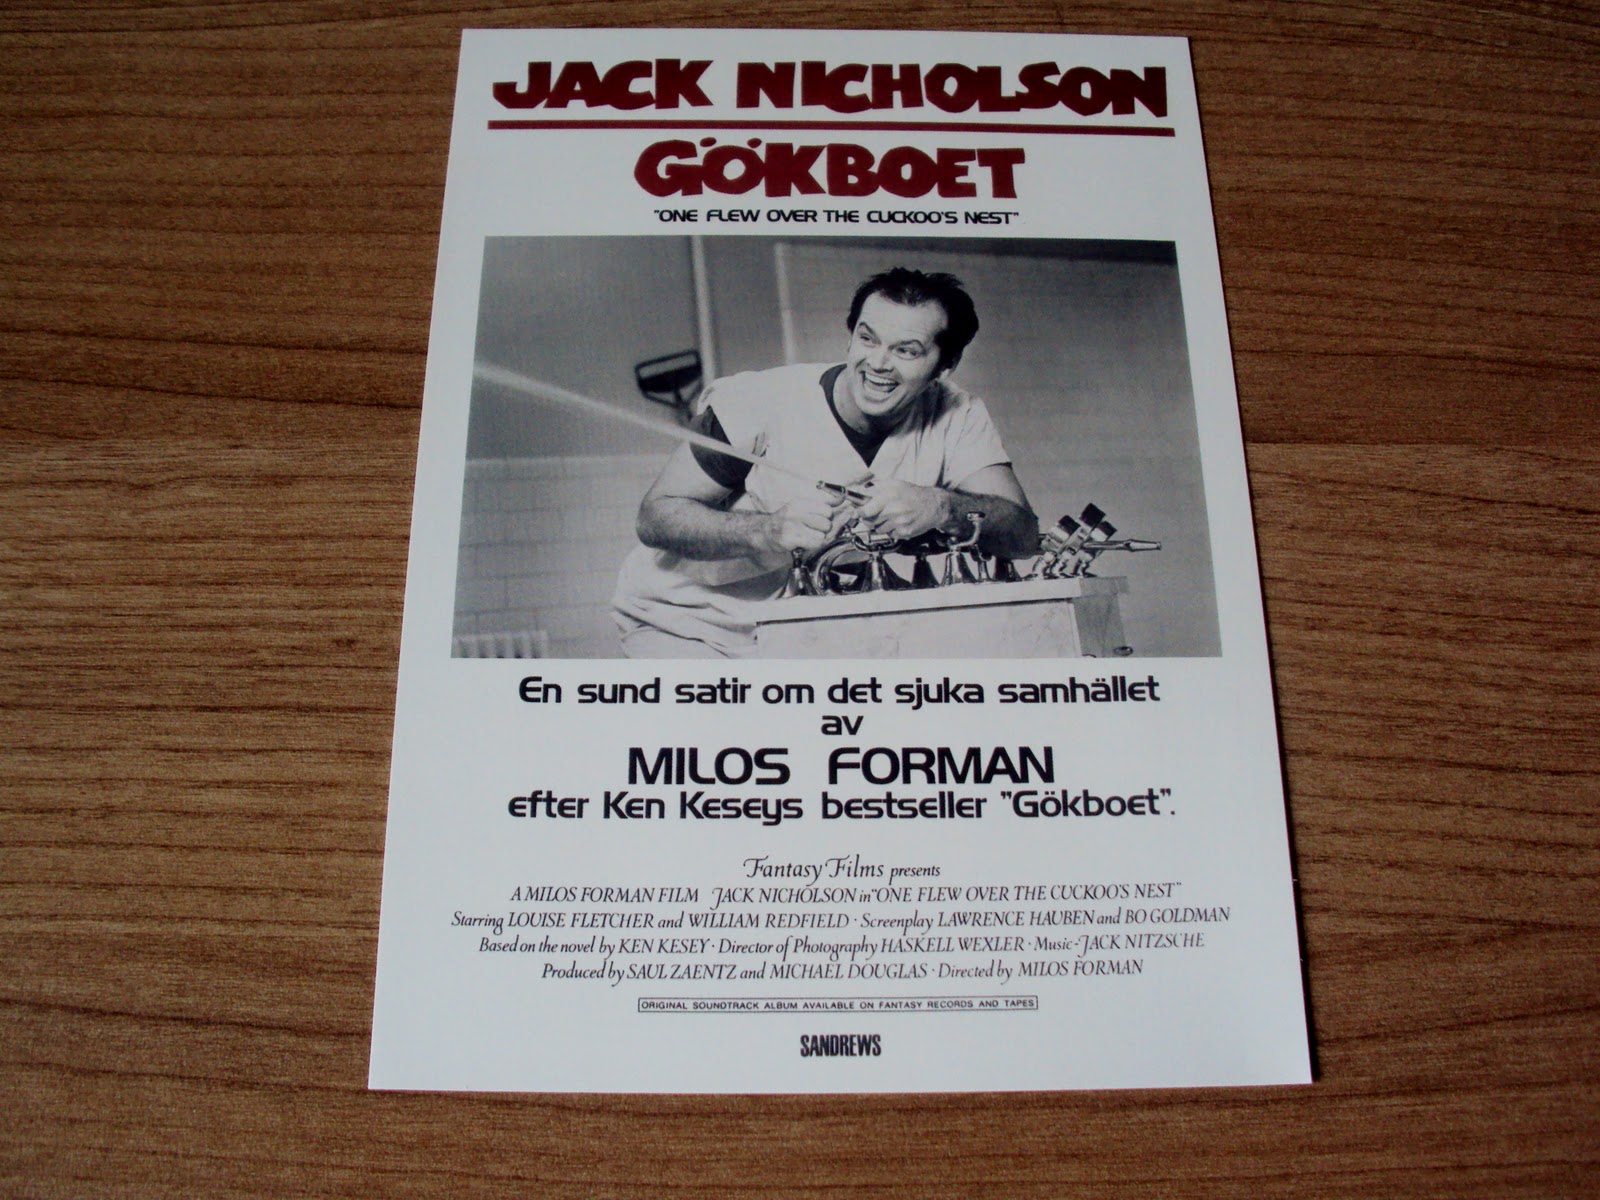 JACK NICHOLSON
GÖKBOET
"ONE FLEW OVER THE CUCKOO'S NEST"
En sund satir om det sjuka samhället
av
MILOS FORMAN
efter Ken Keseys bestseller "Gökboet".
Fantasy Films presents
A MILOS FORMAN FILM JACK NICHOLSON in "ONE FLEW OVER THE CUCKOO'S NEST"
Starring LOUISE FLETCHER and WILLIAM REDFIELD · Screenplay LAWRENCE HAUBEN and BO GOLDMAN
Based on the novel by KEN KESEY · Director of Photography HASKELL WEXLER · Music-JACK NITZSCHE
Produced by SAUL ZAENTZ and MICHAEL DOUGLAS · Directed by MILOS FORMAN
ORIGINAL SOUNDTRACK ALBUM AVAILABLE ON FANTASY RECORDS AND TAPES
SANDREWS